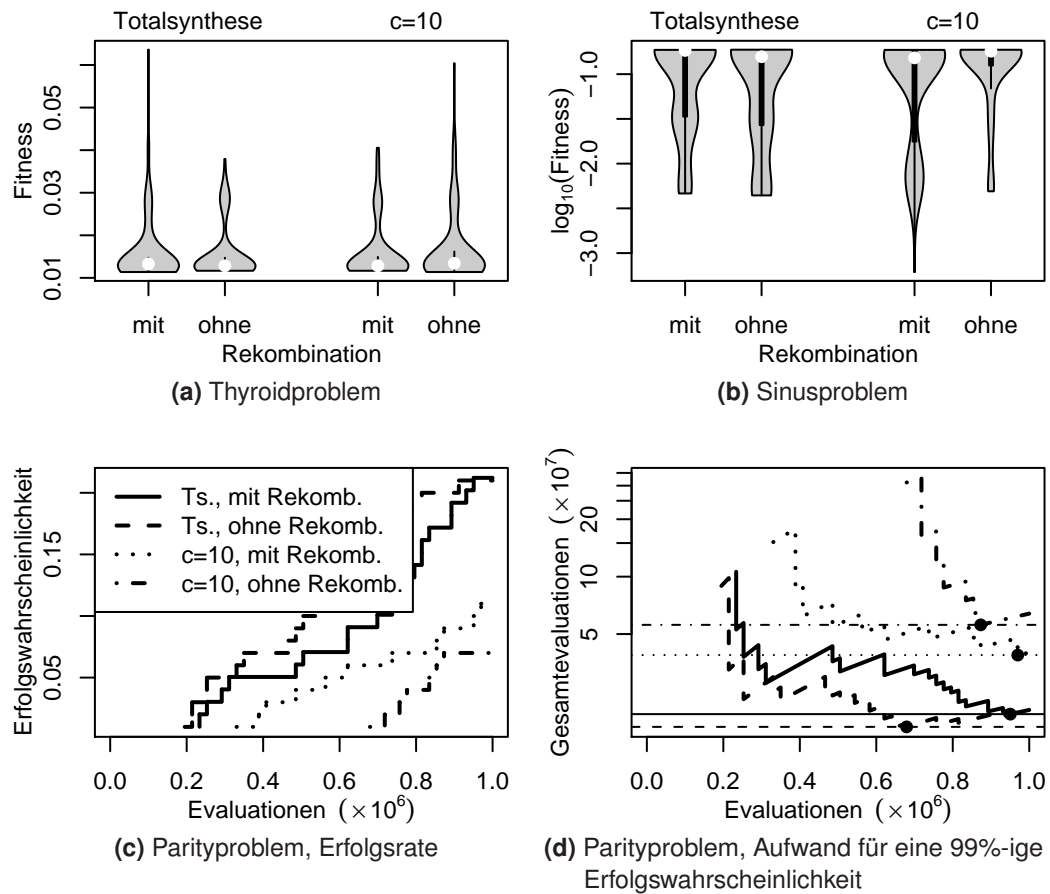 Totalsynthese c=10
Fitness
0.01 0.03 0.05
mit ohne mit ohne
Rekombination
(a) Thyroidproblem
Totalsynthese c=10
log10(Fitness)
-3.0 -2.0 -1.0
mit ohne mit ohne
Rekombination
(b) Sinusproblem
Erfolgswahrscheinlichkeit
0.05 0.15
Ts., mit Rekomb.
Ts., ohne Rekomb.
c=10, mit Rekomb.
c=10, ohne Rekomb.
0.0 0.2 0.4 0.6 0.8 1.0
Evaluationen (×10^6)
(c) Parityproblem, Erfolgsrate
Gesamtevaluationen (×10^7)
5 10 20
0.0 0.2 0.4 0.6 0.8 1.0
Evaluationen (×10^6)
(d) Parityproblem, Aufwand für eine 99%-ige
Erfolgswahrscheinlichkeit